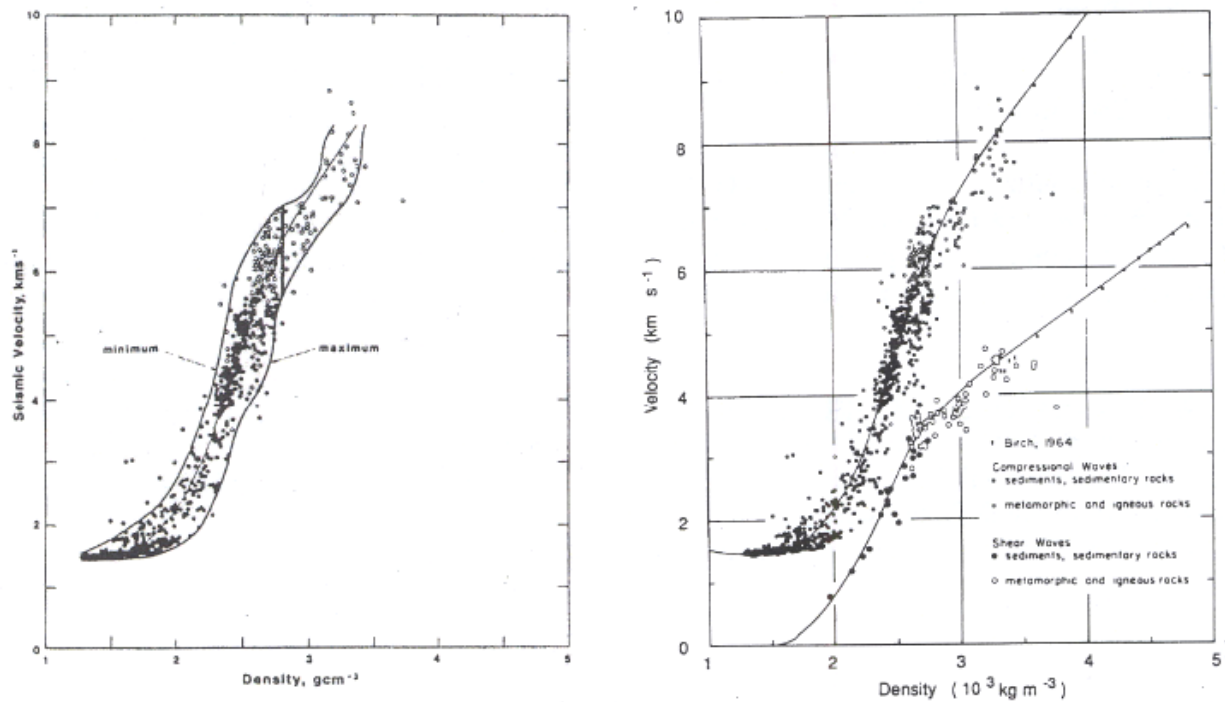 10
8
6
4
2
0
1
2
3
4
5
Seismic Velocity, kms⁻¹
Density, gcm⁻³
minimum
maximum
10
8
6
4
2
0
1
2
3
4
5
Velocity (km s⁻¹)
Density (10³ kg m⁻³)
Birch, 1964
Compressional Waves
sediments, sedimentary rocks
metamorphic and igneous rocks
Shear Waves
sediments, sedimentary rocks
metamorphic and igneous rocks